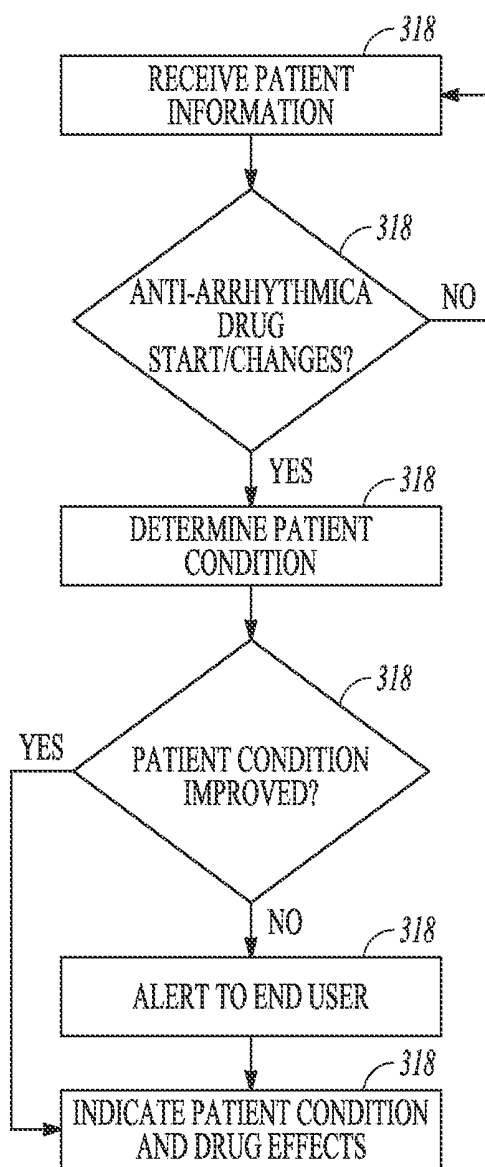 318
RECEIVE PATIENT
INFORMATION
318
ANTI-ARRHYTHMICA
DRUG
START/CHANGES?
NO
YES
318
DETERMINE PATIENT
CONDITION
318
YES
PATIENT CONDITION
IMPROVED?
NO
318
ALERT TO END USER
318
INDICATE PATIENT CONDITION
AND DRUG EFFECTS